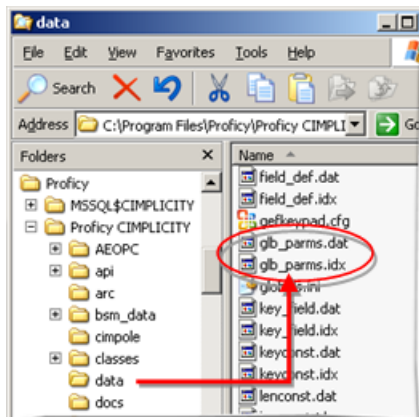 data
File Edit View Favorites Tools Help
Search
Address C:\Program Files\Proficy\Proficy CIMPLI Go
Folders
Proficy
MSSQL$CIMPLICITY
Proficy CIMPLICITY
AEOPC
api
arc
bsm_data
cimpole
classes
data
docs
Name
field_def.dat
field_def.idx
gefkeypad.cfg
glb_parms.dat
glb_parms.idx
key_field.dat
key_field.idx
keyconst.dat
keyconst.idx
lenconst.dat